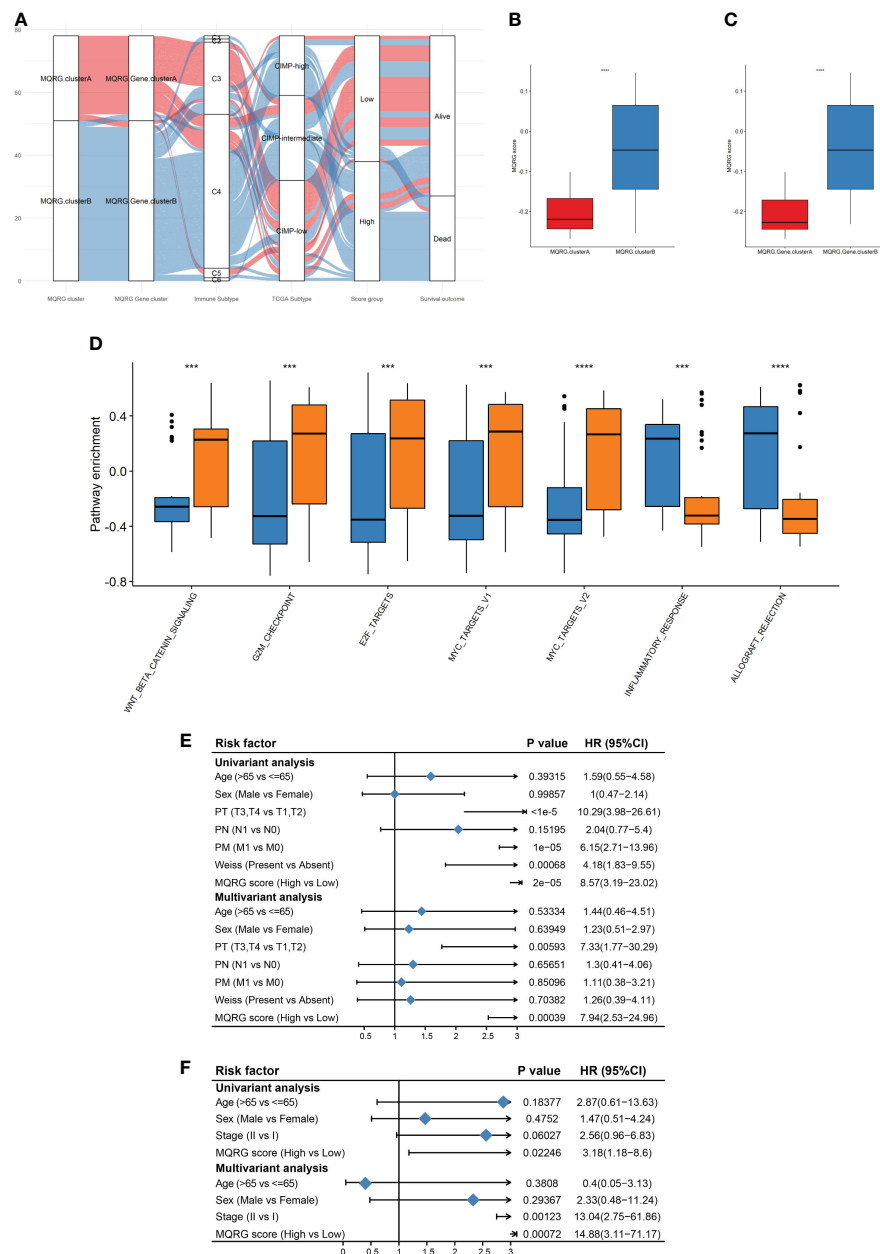 A
B
C
80
60
40
20
0
C1
C2
MQRG.clusterA
MQRG.Gene.clusterA
C3
CIMP-high
Low
Alive
CIMP-intermediate
MQRG.clusterB
MQRG.Gene.clusterB
C4
CIMP-low
High
Dead
C5
C6
MQRG cluster
MQRG Gene cluster
Immune Subtype
TCGA Subtype
Score group
Survival outcome
****
MQRG score
0.1
0.0
-0.1
-0.2
MQRG.clusterA
MQRG.clusterB
****
MQRG score
0.1
0.0
-0.1
-0.2
MQRG.Gene.clusterA
MQRG.Gene.clusterB
D
*** *** *** *** **** *** ****
Pathway enrichment
0.4
0.0
-0.4
-0.8
WNT_BETA_CATENIN_SIGNALING
G2M_CHECKPOINT
E2F_TARGETS
MYC_TARGETS_V1
MYC_TARGETS_V2
INFLAMMATORY_RESPONSE
ALLOGRAFT_REJECTION
E
Risk factor P value HR (95%CI)
Univariant analysis
Age (>65 vs <=65) 0.39315 1.59(0.55−4.58)
Sex (Male vs Female) 0.99857 1(0.47−2.14)
PT (T3,T4 vs T1,T2) <1e-5 10.29(3.98−26.61)
PN (N1 vs N0) 0.15195 2.04(0.77−5.4)
PM (M1 vs M0) 1e−05 6.15(2.71−13.96)
Weiss (Present vs Absent) 0.00068 4.18(1.83−9.55)
MQRG score (High vs Low) 2e−05 8.57(3.19−23.02)
Multivariant analysis
Age (>65 vs <=65) 0.53334 1.44(0.46−4.51)
Sex (Male vs Female) 0.63949 1.23(0.51−2.97)
PT (T3,T4 vs T1,T2) 0.00593 7.33(1.77−30.29)
PN (N1 vs N0) 0.65651 1.3(0.41−4.06)
PM (M1 vs M0) 0.85096 1.11(0.38−3.21)
Weiss (Present vs Absent) 0.70382 1.26(0.39−4.11)
MQRG score (High vs Low) 0.00039 7.94(2.53−24.96)
0.5 1 1.5 2 2.5 3
F
Risk factor P value HR (95%CI)
Univariant analysis
Age (>65 vs <=65) 0.18377 2.87(0.61−13.63)
Sex (Male vs Female) 0.4752 1.47(0.51−4.24)
Stage (II vs I) 0.06027 2.56(0.96−6.83)
MQRG score (High vs Low) 0.02246 3.18(1.18−8.6)
Multivariant analysis
Age (>65 vs <=65) 0.3808 0.4(0.05−3.13)
Sex (Male vs Female) 0.29367 2.33(0.48−11.24)
Stage (II vs I) 0.00123 13.04(2.75−61.86)
MQRG score (High vs Low) 0.00072 14.88(3.11−71.17)
0 0.5 1 1.5 2 2.5 3